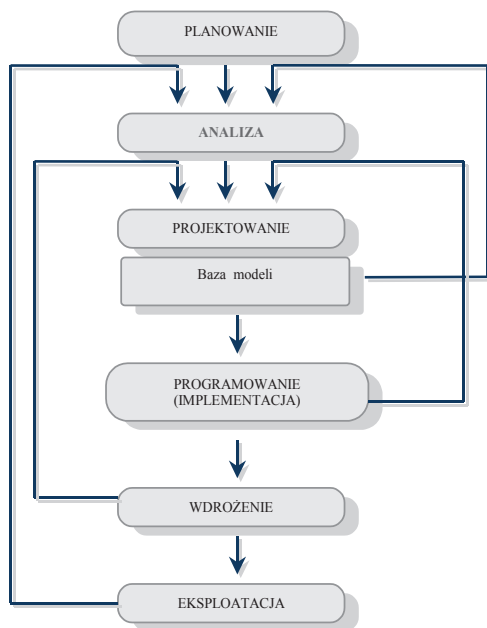 PLANOWANIE
ANALIZA
PROJEKTOWANIE
Baza modeli
PROGRAMOWANIE
(IMPLEMENTACJA)
WDROŻENIE
EKSPLOATACJA